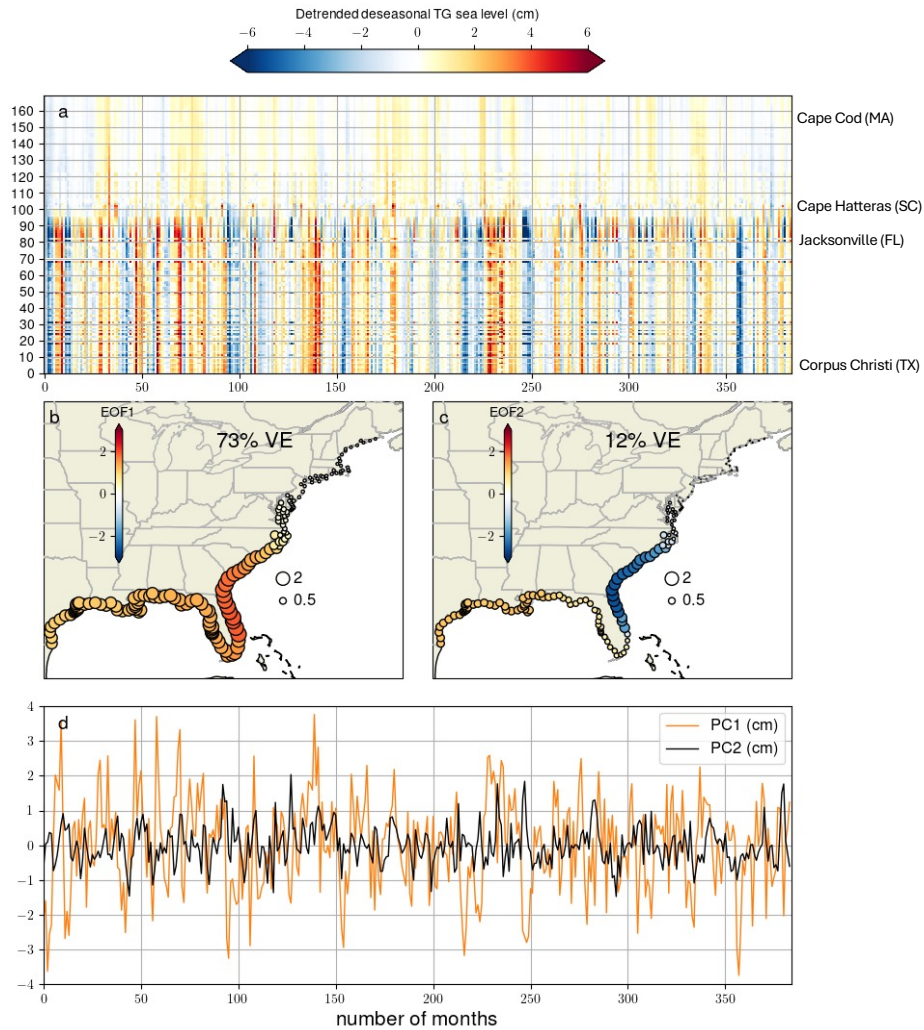 Detrended deseasonal TG sea level (cm)
−6 −4 −2 0 2 4 6
a
160
150
140
130
120
110
100
90
80
70
60
50
40
30
20
10
0
Cape Cod (MA)
Cape Hatteras (SC)
Jacksonville (FL)
Corpus Christi (TX)
0 50 100 150 200 250 300 350
b EOF1
73% VE
2
0
−2
2
0.5
c EOF2
12% VE
2
0
−2
2
0.5
d
PC1 (cm)
PC2 (cm)
4
3
2
1
0
−1
−2
−3
−4
0 50 100 150 200 250 300 350
number of months